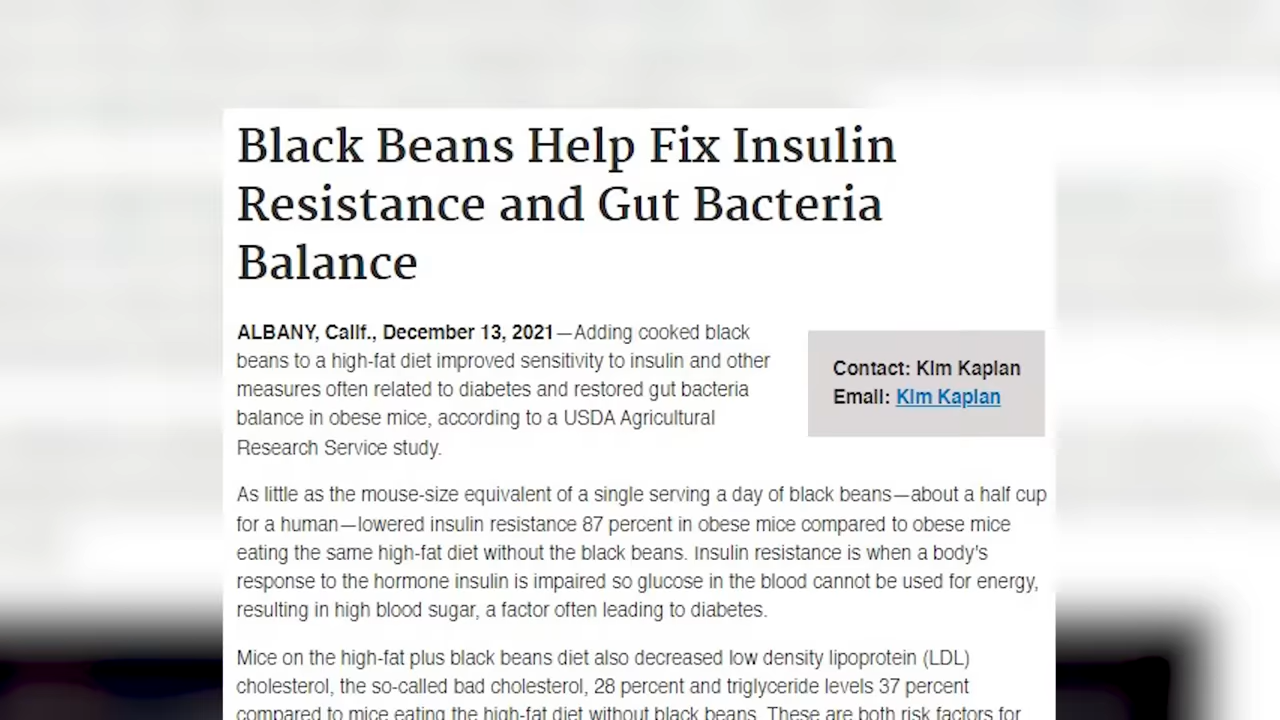 Black Beans Help Fix Insulin
Resistance and Gut Bacteria
Balance
ALBANY, Calif., December 13, 2021—Adding cooked black
beans to a high-fat diet improved sensitivity to insulin and other
measures often related to diabetes and restored gut bacteria
balance in obese mice, according to a USDA Agricultural
Research Service study.
Contact: Kim Kaplan
Email: Kim Kaplan
As little as the mouse-size equivalent of a single serving a day of black beans—about a half cup
for a human—lowered insulin resistance 87 percent in obese mice compared to obese mice
eating the same high-fat diet without the black beans. Insulin resistance is when a body's
response to the hormone insulin is impaired so glucose in the blood cannot be used for energy,
resulting in high blood sugar, a factor often leading to diabetes.
Mice on the high-fat plus black beans diet also decreased low density lipoprotein (LDL)
cholesterol, the so-called bad cholesterol, 28 percent and triglyceride levels 37 percent
compared to mice eating the high-fat diet without black beans. These are both risk factors for